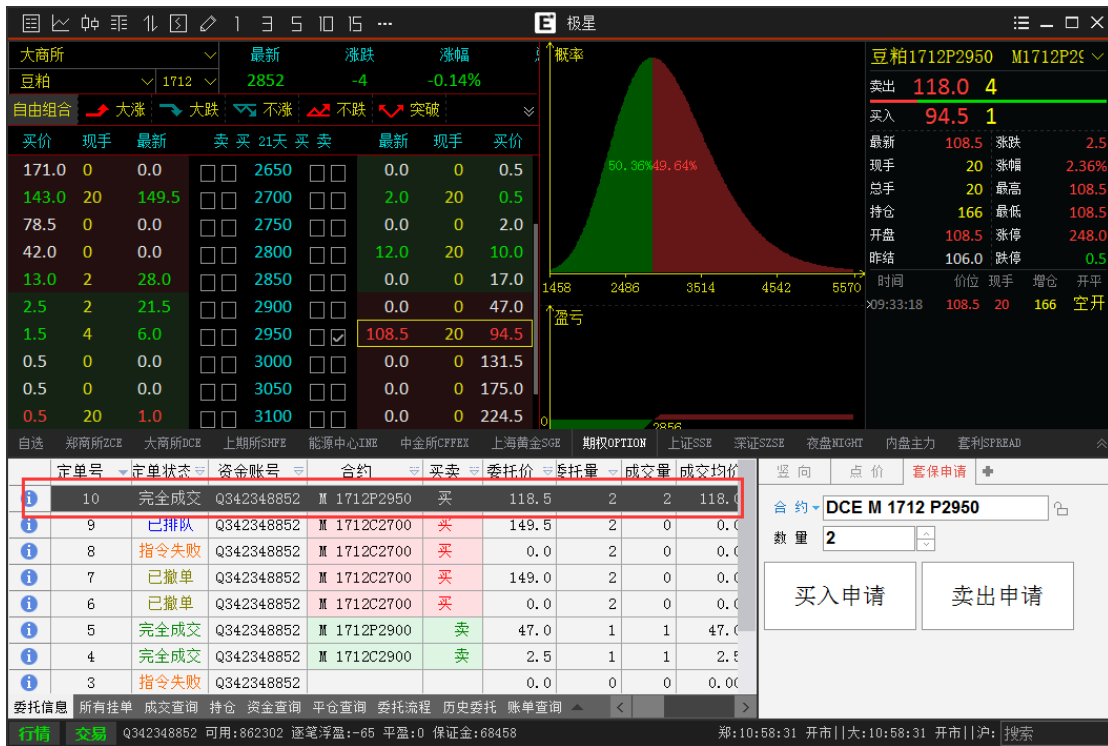 1 3 5 10 15 ... E 极星
大商所 最新 涨跌 涨幅
豆粕 1712 2852 -4 -0.14%
自由组合 大涨 大跌 不涨 不跌 突破
买价 现手 最新 卖 买 21天 买 卖 最新 现手 买价
171.0 0 0.0 2650 0.0 0 0.5
143.0 20 149.5 2700 2.0 20 0.5
78.5 0 0.0 2750 0.0 0 2.0
42.0 0 0.0 2800 12.0 20 10.0
13.0 2 28.0 2850 0.0 0 17.0
2.5 2 21.5 2900 0.0 0 47.0
1.5 4 6.0 2950 108.5 20 94.5
0.5 0 0.0 3000 0.0 0 131.5
0.5 0 0.0 3050 0.0 0 175.0
0.5 20 1.0 3100 0.0 0 224.5
概率
50.36%49.64%
1458 2486 3514 4542 5570
盈亏
0
2856
豆粕1712P2950 M1712P29
卖出 118.0 4
买入 94.5 1
最新 108.5 涨跌 2.5
现手 20 涨幅 2.36%
总手 20 最高 108.5
持仓 166 最低 108.5
开盘 108.5 涨停 248.0
昨结 106.0 跌停 0.5
时间 价位 现手 增仓 开平
09:33:18 108.5 20 166 空开
自选 郑商所ZCE 大商所DCE 上期所SHFE 能源中心INE 中金所CFFEX 上海黄金SGE 期权OPTION 上证SSE 深证SZSE 夜盘NIGHT 内盘主力 套利SPREAD
定单号 定单状态 资金账号 合约 买卖 委托价 委托量 成交量 成交均价
10 完全成交 Q342348852 M 1712P2950 买 118.5 2 2 118.
9 已排队 Q342348852 M 1712C2700 买 149.5 2 0 0.
8 指令失败 Q342348852 M 1712C2700 买 0.0 2 0 0.
7 已撤单 Q342348852 M 1712C2700 买 149.0 2 0 0.
6 已撤单 Q342348852 M 1712C2700 买 0.0 2 0 0.
5 完全成交 Q342348852 M 1712P2900 卖 47.0 1 1 47.
4 完全成交 Q342348852 M 1712C2900 卖 2.5 1 1 2.
3 指令失败 Q342348852 0.0 0 0 0.00
竖向 点价 套保申请
合约 DCE M 1712 P2950
数量 2
买入申请 卖出申请
委托信息 所有挂单 成交查询 持仓 资金查询 平仓查询 委托流程 历史委托 账单查询
行情 交易 Q342348852 可用:862302 逐笔浮盈:-65 平盈:0 保证金:68458 郑:10:58:31 开市||大:10:58:31 开市||沪: 搜索